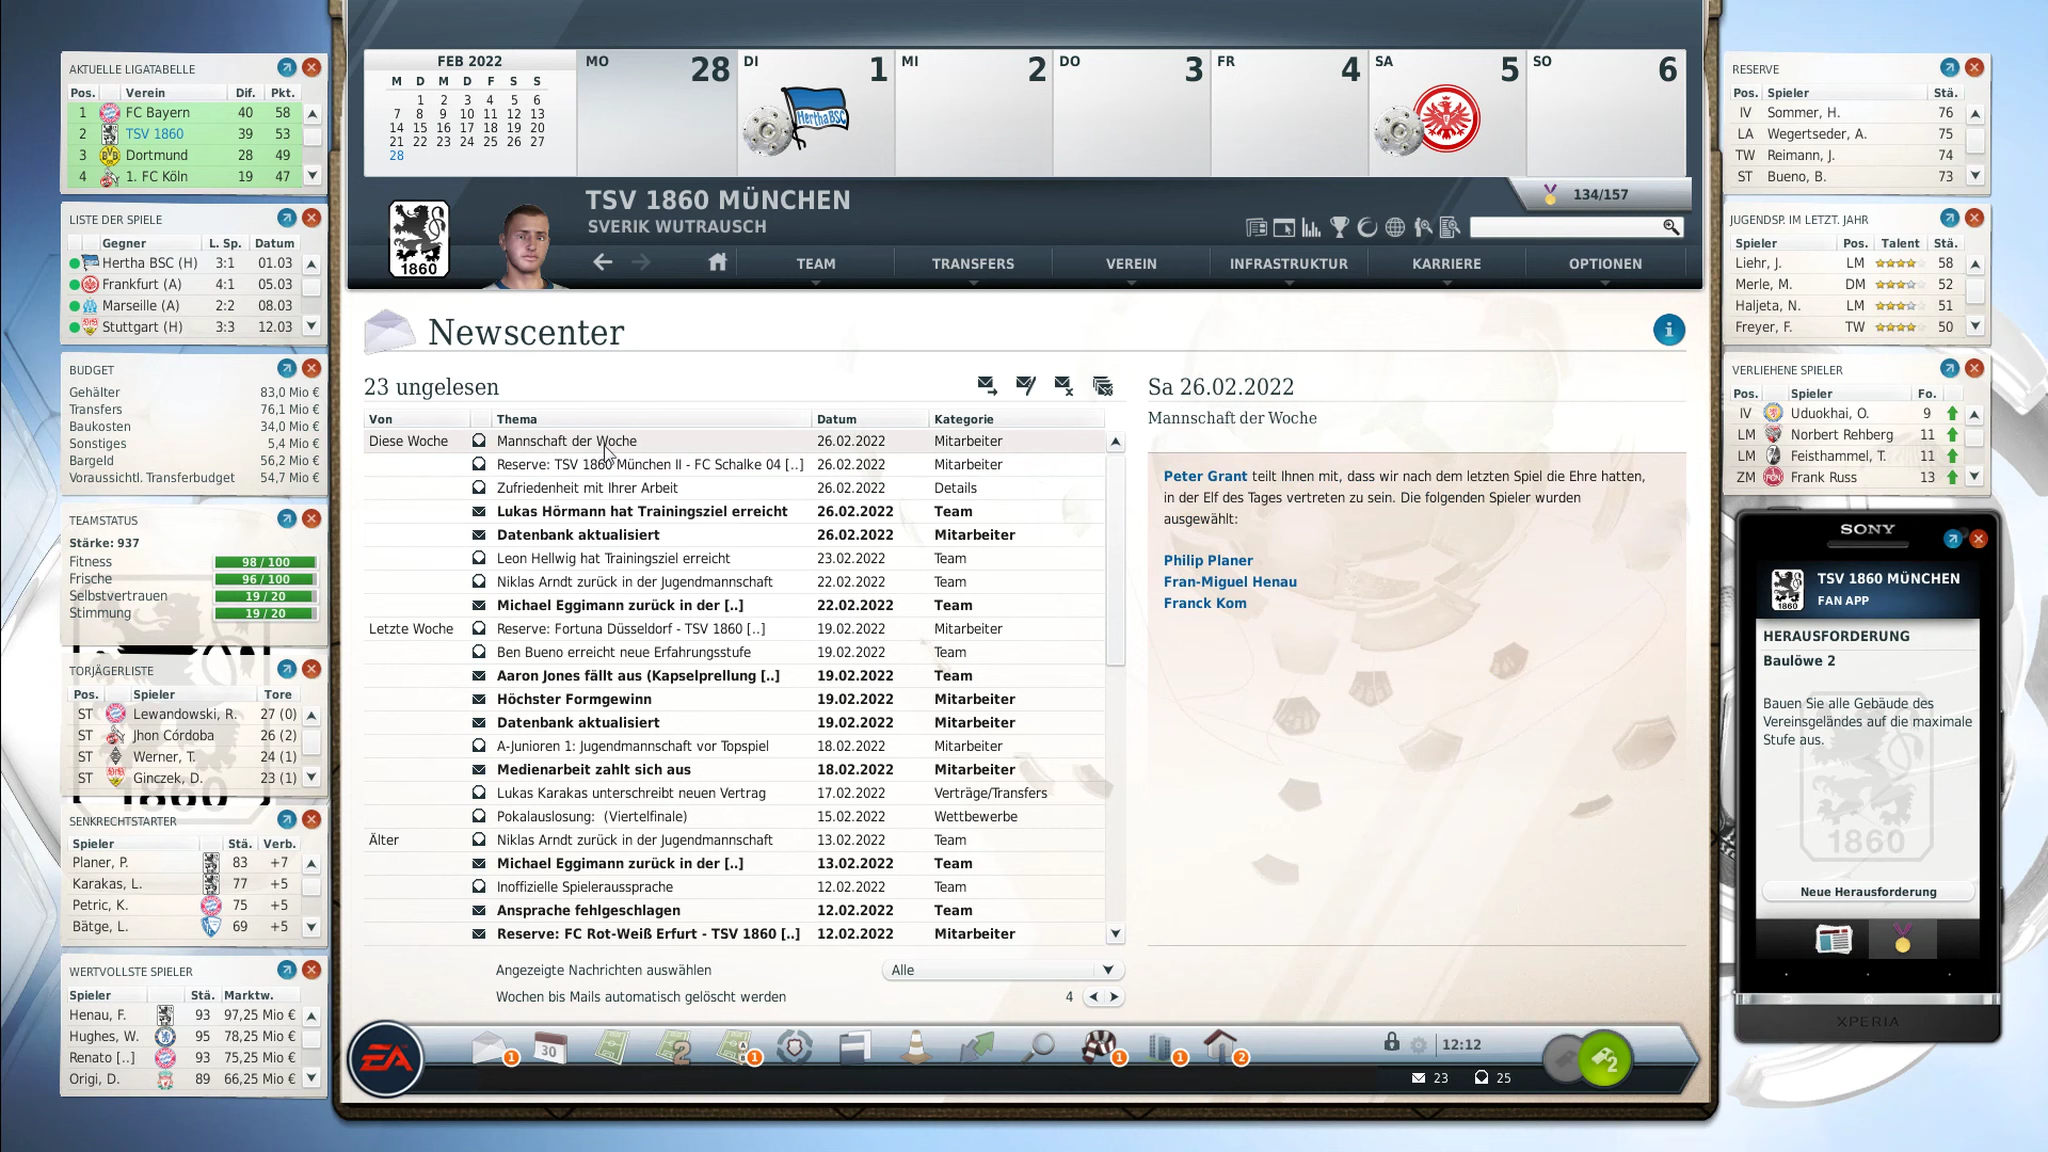 AKTUELLE LIGATABELLE
Pos. Verein Dif. Pkt.
1 FC Bayern 40 58
2 TSV 1860 39 53
3 Dortmund 28 49
4 1. FC Köln 19 47
LISTE DER SPIELE
Gegner L. Sp. Datum
Hertha BSC (H) 3:1 01.03
Frankfurt (A) 4:1 05.03
Marseille (A) 2:2 08.03
Stuttgart (H) 3:3 12.03
BUDGET
Gehälter 83,0 Mio €
Transfers 76,1 Mio €
Baukosten 34,0 Mio €
Sonstiges 5,4 Mio €
Bargeld 56,2 Mio €
Voraussichtl. Transferbudget 54,7 Mio €
TEAMSTATUS
Stärke: 937
Fitness 98 / 100
Frische 96 / 100
Selbstvertrauen 19 / 20
Stimmung 19 / 20
TORJÄGERLISTE
Pos. Spieler Tore
ST Lewandowski, R. 27 (0)
ST Jhon Córdoba 26 (2)
ST Werner, T. 24 (1)
ST Ginczek, D. 23 (1)
SENKRECHTSTARTER
Spieler Stä. Verb.
Planer, P. 83 +7
Karakas, L. 77 +5
Petric, K. 75 +5
Bätge, L. 69 +5
WERTVOLLSTE SPIELER
Spieler Stä. Marktw.
Henau, F. 93 97,25 Mio €
Hughes, W. 95 78,25 Mio €
Renato [..] 93 75,25 Mio €
Origi, D. 89 66,25 Mio €
FEB 2022
M D M D F S S
1 2 3 4 5 6
7 8 9 10 11 12 13
14 15 16 17 18 19 20
21 22 23 24 25 26 27
28
MO 28
DI 1
Hertha BSC
MI 2
DO 3
FR 4
SA 5
SO 6
1860
TSV 1860 MÜNCHEN
SVERIK WUTRAUSCH
134/157
TEAM TRANSFERS VEREIN INFRASTRUKTUR KARRIERE OPTIONEN
Newscenter
23 ungelesen
Von Thema Datum Kategorie
Diese Woche Mannschaft der Woche 26.02.2022 Mitarbeiter
Reserve: TSV 1860 München II - FC Schalke 04 [..] 26.02.2022 Mitarbeiter
Zufriedenheit mit Ihrer Arbeit 26.02.2022 Details
Lukas Hörmann hat Trainingsziel erreicht 26.02.2022 Team
Datenbank aktualisiert 26.02.2022 Mitarbeiter
Leon Hellwig hat Trainingsziel erreicht 23.02.2022 Team
Niklas Arndt zurück in der Jugendmannschaft 22.02.2022 Team
Michael Eggimann zurück in der [..] 22.02.2022 Team
Letzte Woche Reserve: Fortuna Düsseldorf - TSV 1860 [..] 19.02.2022 Mitarbeiter
Ben Bueno erreicht neue Erfahrungsstufe 19.02.2022 Team
Aaron Jones fällt aus (Kapselprellung [..] 19.02.2022 Team
Höchster Formgewinn 19.02.2022 Mitarbeiter
Datenbank aktualisiert 19.02.2022 Mitarbeiter
A-Junioren 1: Jugendmannschaft vor Topspiel 18.02.2022 Mitarbeiter
Medienarbeit zahlt sich aus 18.02.2022 Mitarbeiter
Lukas Karakas unterschreibt neuen Vertrag 17.02.2022 Verträge/Transfers
Pokalauslosung: (Viertelfinale) 15.02.2022 Wettbewerbe
Älter Niklas Arndt zurück in der Jugendmannschaft 13.02.2022 Team
Michael Eggimann zurück in der [..] 13.02.2022 Team
Inoffizielle Spieleraussprache 12.02.2022 Team
Ansprache fehlgeschlagen 12.02.2022 Team
Reserve: FC Rot-Weiß Erfurt - TSV 1860 [..] 12.02.2022 Mitarbeiter
Angezeigte Nachrichten auswählen Alle
Wochen bis Mails automatisch gelöscht werden 4
Sa 26.02.2022
Mannschaft der Woche
Peter Grant teilt Ihnen mit, dass wir nach dem letzten Spiel die Ehre hatten,
in der Elf des Tages vertreten zu sein. Die folgenden Spieler wurden
ausgewählt:
Philip Planer
Fran-Miguel Henau
Franck Kom
EA
1 30 2 1 1 1 2
12:12
2
23 25
RESERVE
Pos. Spieler Stä.
IV Sommer, H. 76
LA Wegertseder, A. 75
TW Reimann, J. 74
ST Bueno, B. 73
JUGENDSP. IM LETZT. JAHR
Spieler Pos. Talent Stä.
Liehr, J. LM 58
Merle, M. DM 52
Haljeta, N. LM 51
Freyer, F. TW 50
VERLIEHENE SPIELER
Pos. Spieler Fo.
IV Uduokhai, O. 9
LM Norbert Rehberg 11
LM Feisthammel, T. 11
ZM Frank Russ 13
SONY
1860
TSV 1860 MÜNCHEN
FAN APP
HERAUSFORDERUNG
Baulöwe 2
Bauen Sie alle Gebäude des
Vereinsgeländes auf die maximale
Stufe aus.
1860
Neue Herausforderung
XPERIA